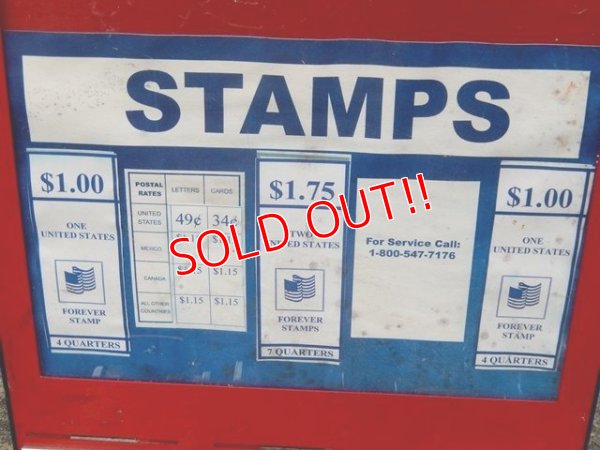 STAMPS
$1.00
ONE
UNITED STATES
FOREVER
STAMP
4 QUARTERS
POSTAL RATES LETTERS CARDS
UNITED STATES 49¢ 34¢
MEXICO
CANADA $1.15
ALL OTHER COUNTRIES $1.15 $1.15
$1.75
TWO
UNITED STATES
FOREVER
STAMPS
7 QUARTERS
SOLD OUT!!
For Service Call:
1-800-547-7176
$1.00
ONE
UNITED STATES
FOREVER
STAMP
4 QUARTERS